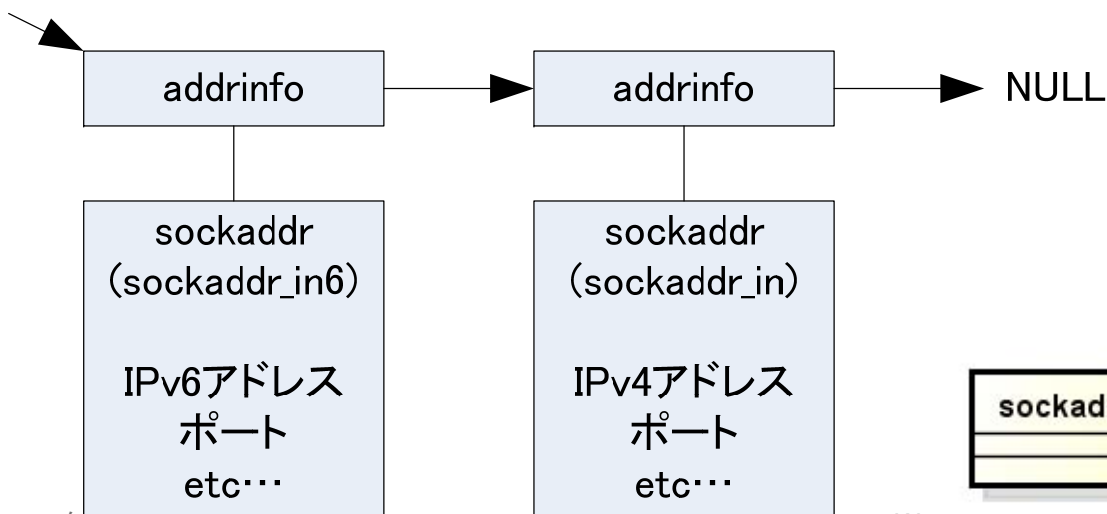 addrinfo
addrinfo
NULL
sockaddr
(sockaddr_in6)
IPv6アドレス
ポート
etc…
sockaddr
(sockaddr_in)
IPv4アドレス
ポート
etc…
sockad